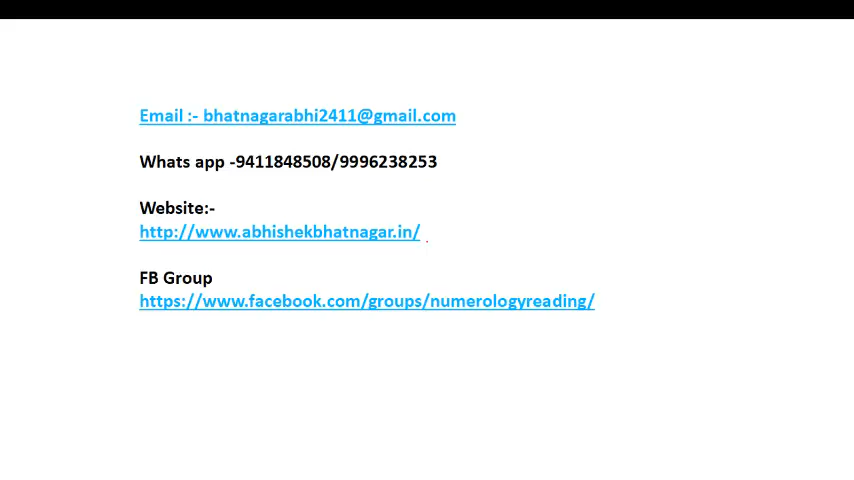 Email :- bhatnagarabhi2411@gmail.com
Whats app -9411848508/9996238253
Website:-
http://www.abhishekbhatnagar.in/
FB Group
https://www.facebook.com/groups/numerologyreading/